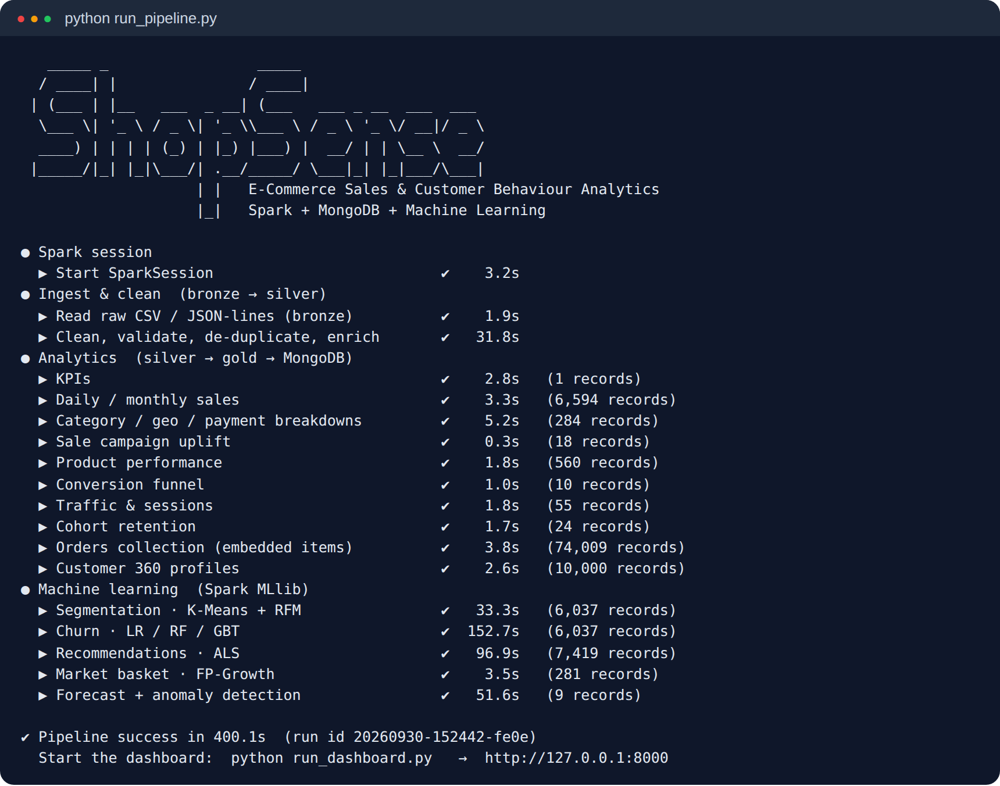 python run_pipeline.py
   _____ _                 _____
  / ____| |               / ____|
 | (___ | |__   ___  _ __| (___   ___ _ __  ___  ___
  \___ \| '_ \ / _ \| '_ \\___ \ / _ \ '_ \/ __|/ _ \
  ____) | | | | (_) | |_) |___) |  __/ | | \__ \  __/
 |_____/|_| |_|\___/| .__/_____/ \___|_| |_|___/\___|
                    | |   E-Commerce Sales & Customer Behaviour Analytics
                    |_|   Spark + MongoDB + Machine Learning
● Spark session
  ▶ Start SparkSession                          ✔    3.2s
● Ingest & clean  (bronze → silver)
  ▶ Read raw CSV / JSON-lines (bronze)          ✔    1.9s
  ▶ Clean, validate, de-duplicate, enrich       ✔   31.8s
● Analytics  (silver → gold → MongoDB)
  ▶ KPIs                                        ✔    2.8s   (1 records)
  ▶ Daily / monthly sales                       ✔    3.3s   (6,594 records)
  ▶ Category / geo / payment breakdowns         ✔    5.2s   (284 records)
  ▶ Sale campaign uplift                        ✔    0.3s   (18 records)
  ▶ Product performance                         ✔    1.8s   (560 records)
  ▶ Conversion funnel                           ✔    1.0s   (10 records)
  ▶ Traffic & sessions                          ✔    1.8s   (55 records)
  ▶ Cohort retention                            ✔    1.7s   (24 records)
  ▶ Orders collection (embedded items)          ✔    3.8s   (74,009 records)
  ▶ Customer 360 profiles                       ✔    2.6s   (10,000 records)
● Machine learning  (Spark MLlib)
  ▶ Segmentation · K-Means + RFM                ✔   33.3s   (6,037 records)
  ▶ Churn · LR / RF / GBT                       ✔  152.7s   (6,037 records)
  ▶ Recommendations · ALS                       ✔   96.9s   (7,419 records)
  ▶ Market basket · FP-Growth                   ✔    3.5s   (281 records)
  ▶ Forecast + anomaly detection                ✔   51.6s   (9 records)
✔ Pipeline success in 400.1s  (run id 20260930-152442-fe0e)
  Start the dashboard:  python run_dashboard.py   →  http://127.0.0.1:8000